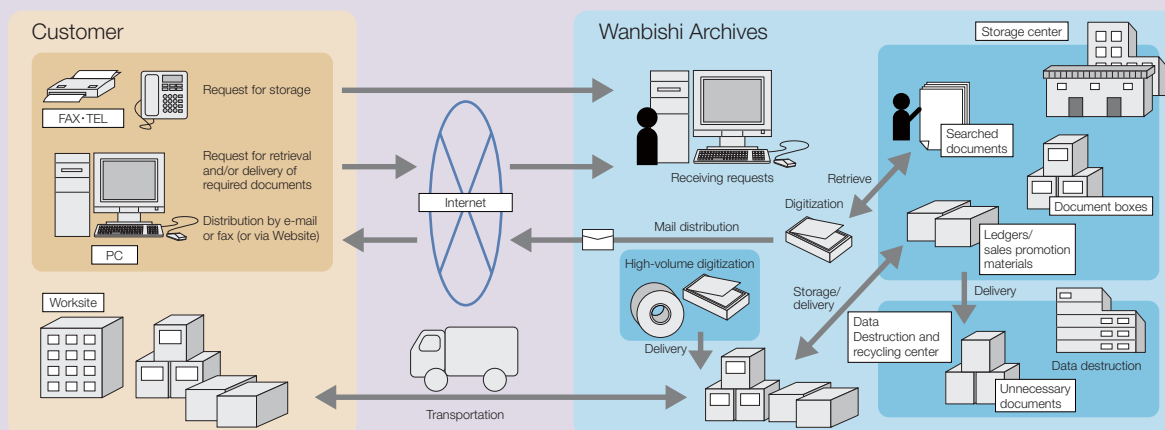 Customer
FAX・TEL
Request for storage
Request for retrieval
and/or delivery of
required documents
Distribution by e-mail
or fax (or via Website)
PC
Worksite
Internet
Transportation
Wanbishi Archives
Receiving requests
Mail distribution
Digitization
Retrieve
High-volume digitization
Delivery
Storage/
delivery
Storage center
Searched
documents
Document boxes
Ledgers/
sales promotion
materials
Delivery
Data
Destruction and
recycling center
Data destruction
Unnecessary
documents